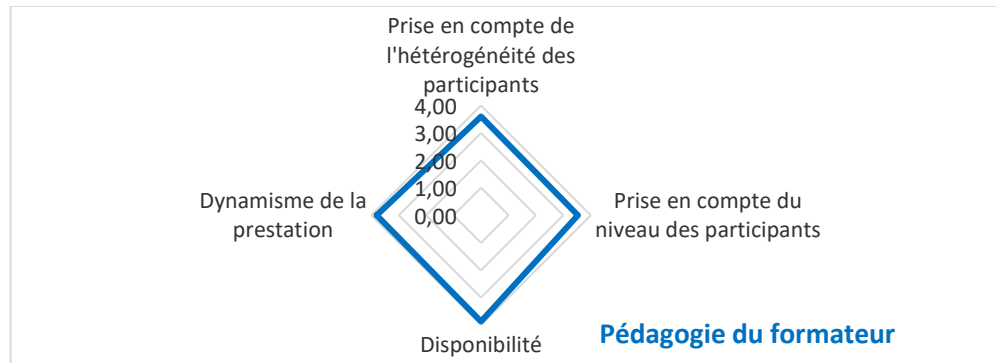 Prise en compte de
l'hétérogénéité des
participants
4,00
3,00
2,00
1,00
0,00
Dynamisme de la
prestation
Prise en compte du
niveau des participants
Disponibilité
Pédagogie du formateur